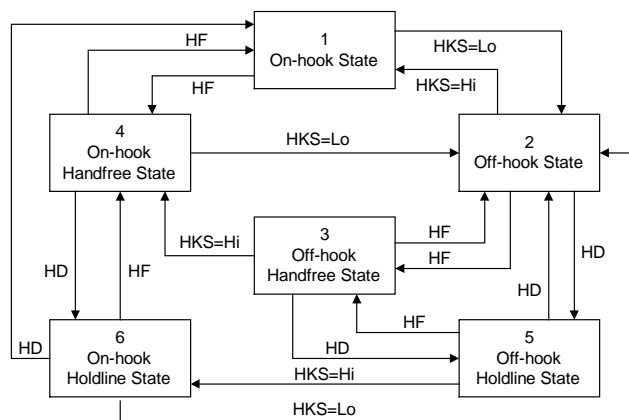 1
On-hook State
HF
HKS=Lo
HF
HKS=Hi
4
On-hook
Handfree State
HKS=Lo
2
Off-hook State
3
Off-hook
Handfree State
HKS=Hi
HF
HF
HD
HF
HD
HD
HF
HD
6
On-hook
Holdline State
5
Off-hook
Holdline State
HD
HKS=Hi
HKS=Lo